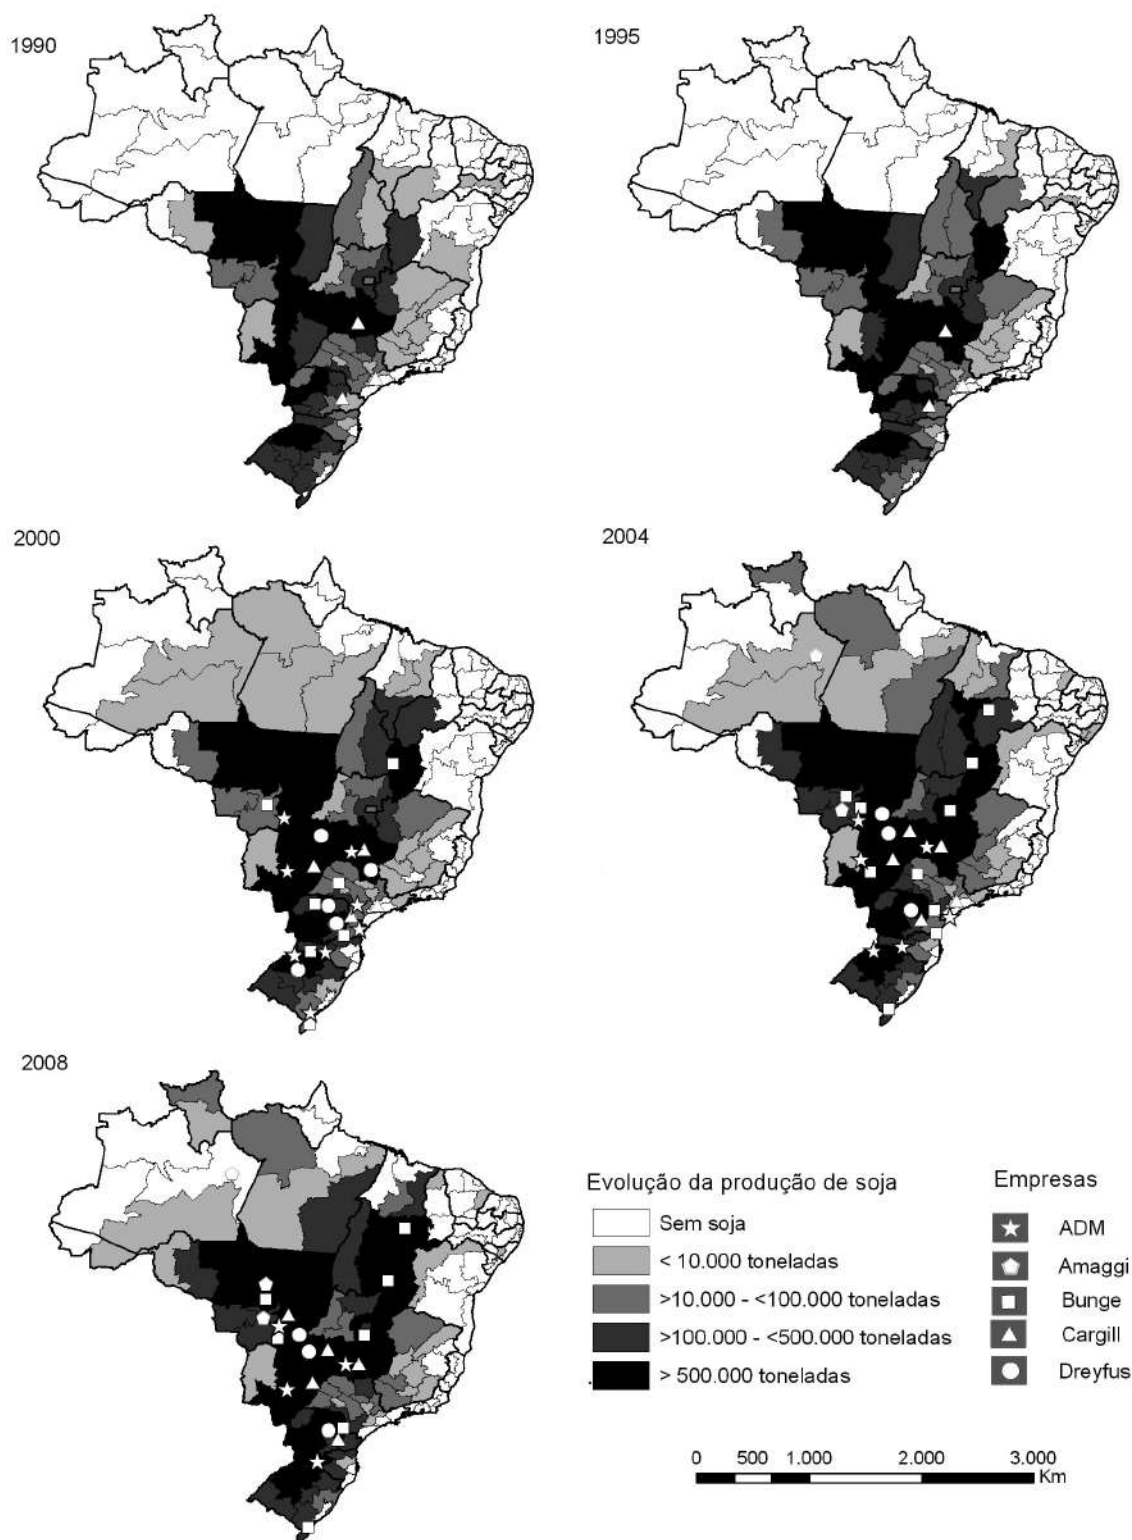 1990
1995
2000
2004
2008
Evolução da produção de soja
Sem soja
< 10.000 toneladas
>10.000 - <100.000 toneladas
>100.000 - <500.000 toneladas
> 500.000 toneladas
Empresas
ADM
Amaggi
Bunge
Cargill
Dreyfus
0 500 1.000 2.000 3.000
Km